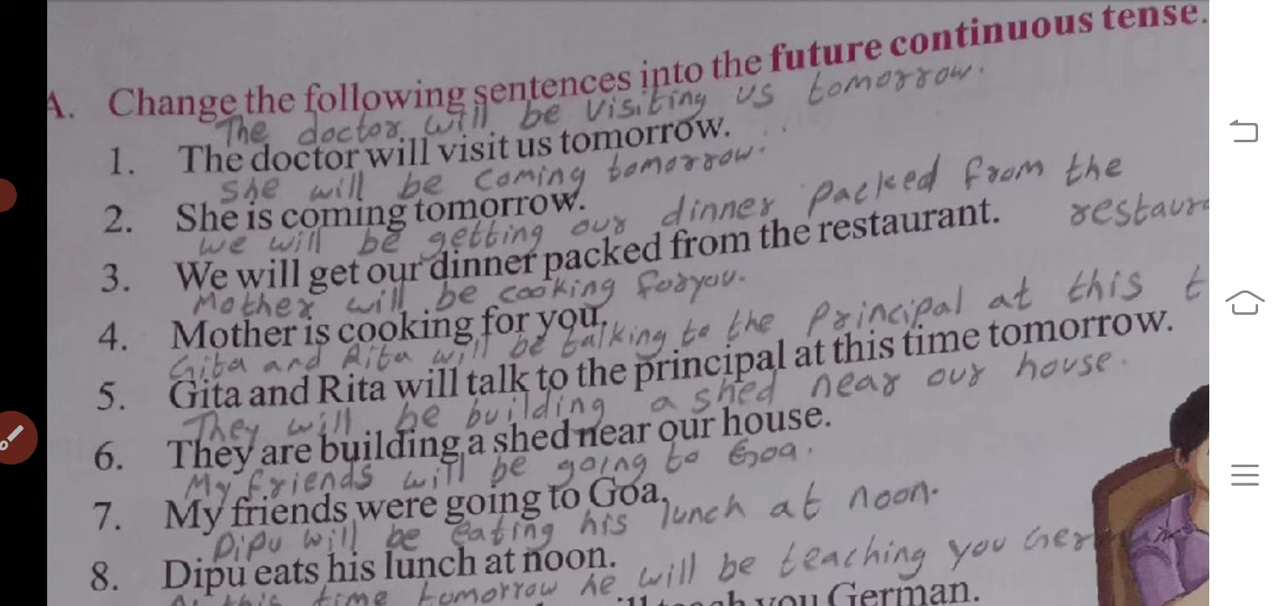 A. Change the following sentences into the future continuous tense.
The doctor will be visiting us tomorrow.
1. The doctor will visit us tomorrow.
She will be coming tomorrow.
2. She is coming tomorrow.
we will be getting our dinner packed from the
3. We will get our dinner packed from the restaurant.
Mother will be cooking for you.
4. Mother is cooking for you.
Gita and Rita will be talking to the Principal at this t
5. Gita and Rita will talk to the principal at this time tomorrow.
They will be building a shed near our house.
6. They are building a shed near our house.
My friends will be going to Goa.
7. My friends were going to Goa.
Dipu will be eating his lunch at noon.
8. Dipu eats his lunch at noon.
At this time tomorrow he will be teaching you Ger
you German.